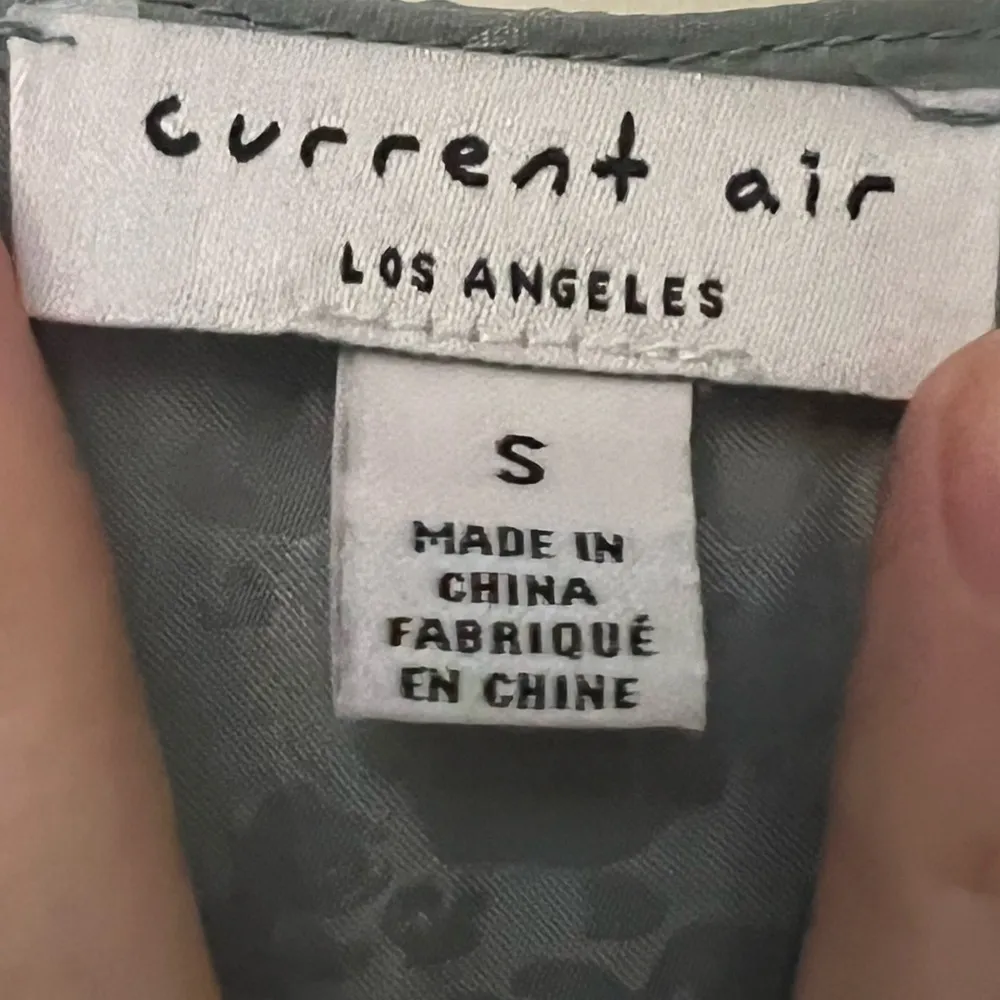 current air
LOS ANGELES
S
MADE IN
CHINA
FABRIQUÉ
EN CHINE